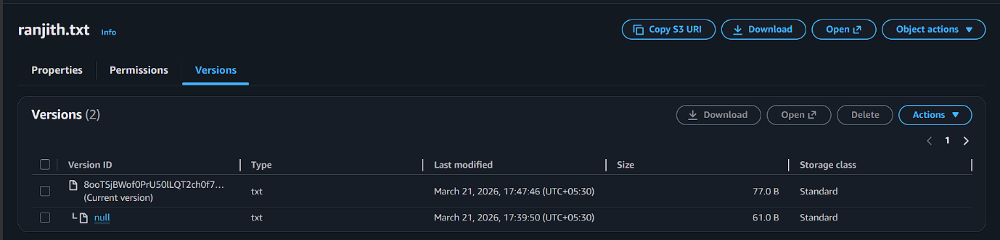 ranjith.txt Info Copy S3 URI Download Open Object actions
Properties Permissions Versions
Versions (2) Download Open Delete Actions
1
Version ID Type Last modified Size Storage class
8ooTSjBWof0PrU50lLQT2ch0f7...
(Current version) txt March 21, 2026, 17:47:46 (UTC+05:30) 77.0 B Standard
null txt March 21, 2026, 17:39:50 (UTC+05:30) 61.0 B Standard